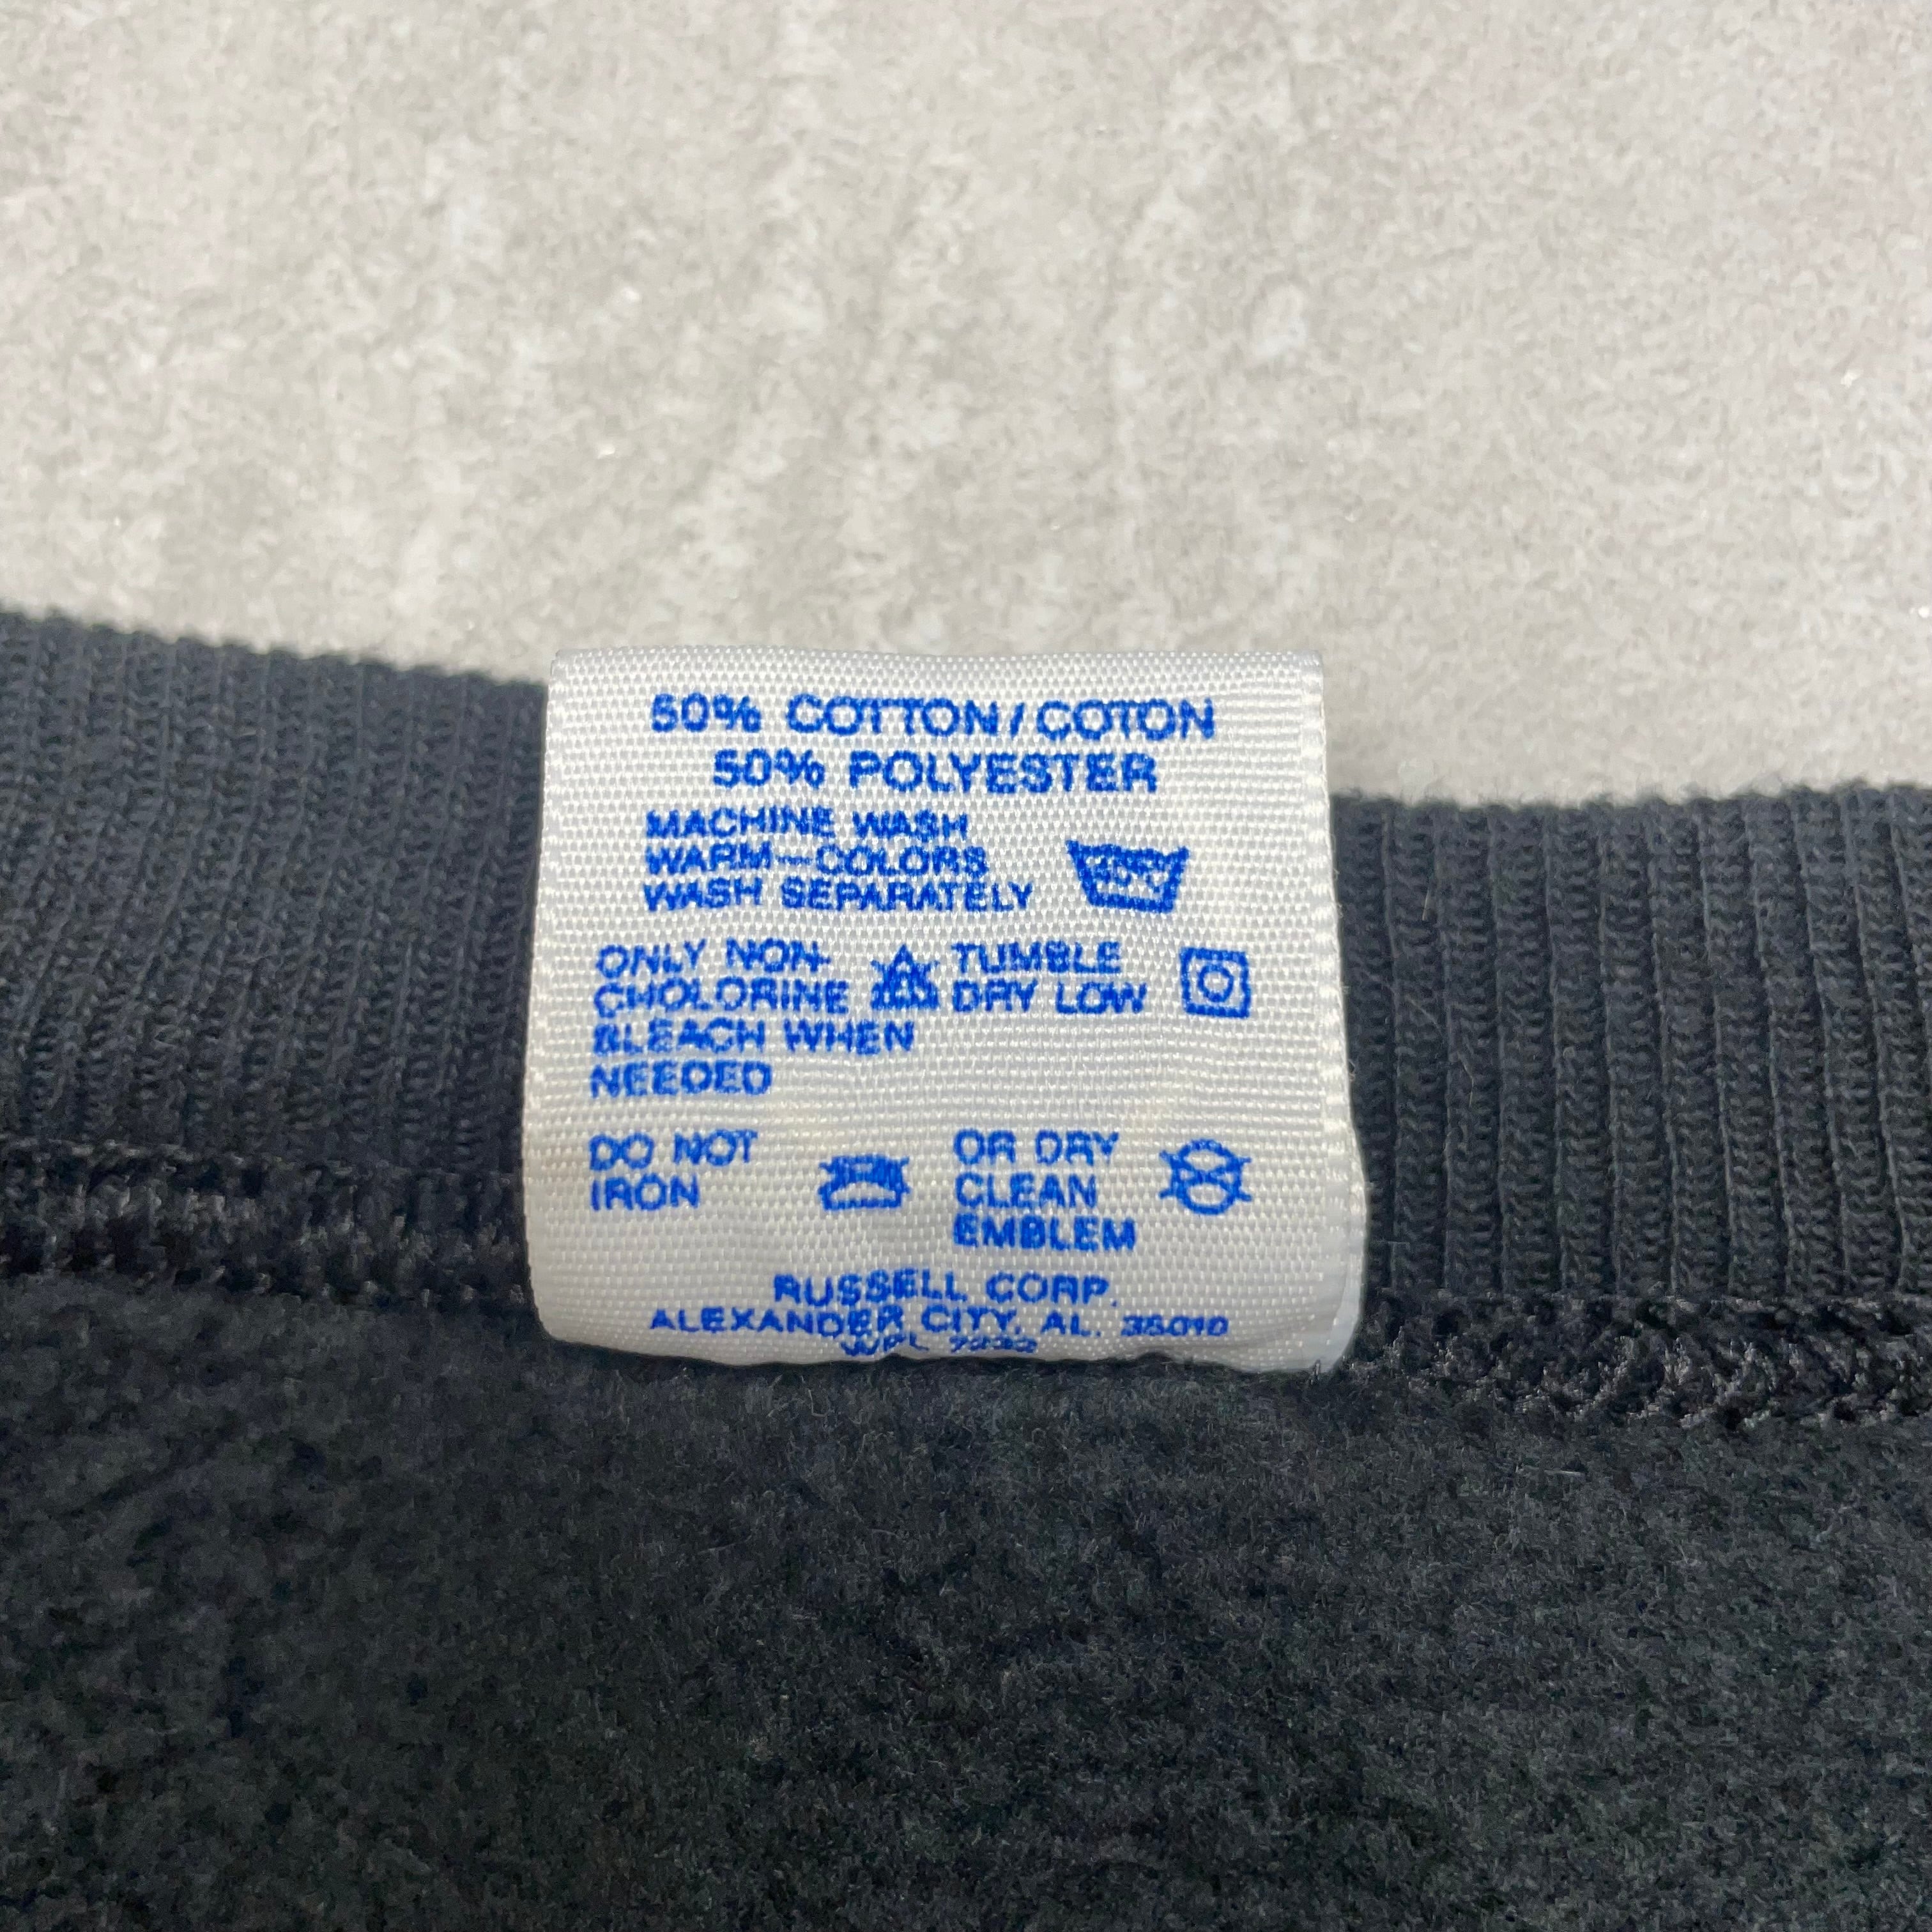 50% COTTON/COTON
50% POLYESTER
MACHINE WASH
WARM—COLORS
WASH SEPARATELY
ONLY NON-
CHOLORINE
BLEACH WHEN
NEEDED
TUMBLE
DRY LOW
DO NOT
IRON
OR DRY
CLEAN
EMBLEM
RUSSELL CORP.
ALEXANDER CITY, AL. 35010
WPL